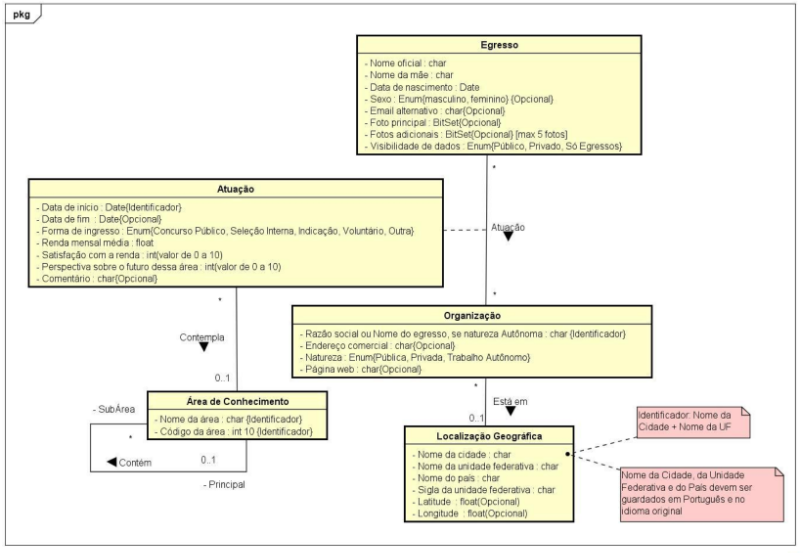 pkg
Egresso
- Nome oficial : char
- Nome da mãe : char
- Data de nascimento : Date
- Sexo : Enum{masculino, feminino} {Opcional}
- Email alternativo : char{Opcional}
- Foto principal : BitSet{Opcional}
- Fotos adicionais : BitSet{Opcional} [max 5 fotos]
- Visibilidade de dados : Enum{Público, Privado, Só Egressos}
*
Atuação
- Data de início : Date{Identificador}
- Data de fim : Date{Opcional}
- Forma de ingresso : Enum{Concurso Público, Seleção Interna, Indicação, Voluntário, Outra}
- Renda mensal média : float
- Satisfação com a renda : int(valor de 0 a 10)
- Perspectiva sobre o futuro dessa área : int(valor de 0 a 10)
- Comentário : char{Opcional}
Atuação
*
*
Contempla
0..1
Organização
- Razão social ou Nome do egresso, se natureza Autônoma : char {Identificador}
- Endereço comercial : char{Opcional}
- Natureza : Enum{Pública, Privada, Trabalho Autônomo}
- Página web : char{Opcional}
*
Está em
0..1
Área de Conhecimento
- Nome da área : char {Identificador}
- Código da área : int 10 {Identificador}
- SubÁrea
*
Contém
0..1
- Principal
Localização Geográfica
- Nome da cidade : char
- Nome da unidade federativa : char
- Nome do país : char
- Sigla da unidade federativa : char
- Latitude : float(Opcional)
- Longitude : float(Opcional)
Identificador: Nome da
Cidade + Nome da UF
Nome da Cidade, da Unidade
Federativa e do País devem ser
guardados em Português e no
idioma original